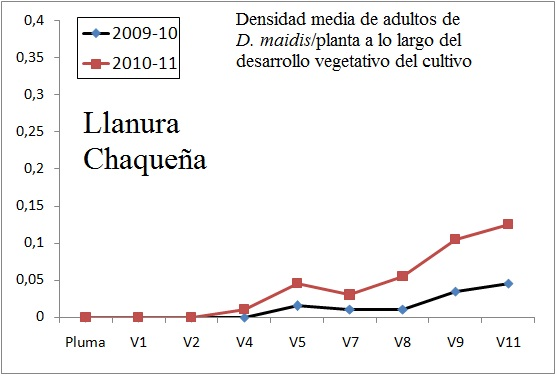 Densidad media de adultos de
D. maidis/planta a lo largo del
desarrollo vegetativo del cultivo
2009-10
2010-11
Llanura
Chaqueña
0,4
0,35
0,3
0,25
0,2
0,15
0,1
0,05
0
Pluma V1 V2 V4 V5 V7 V8 V9 V11